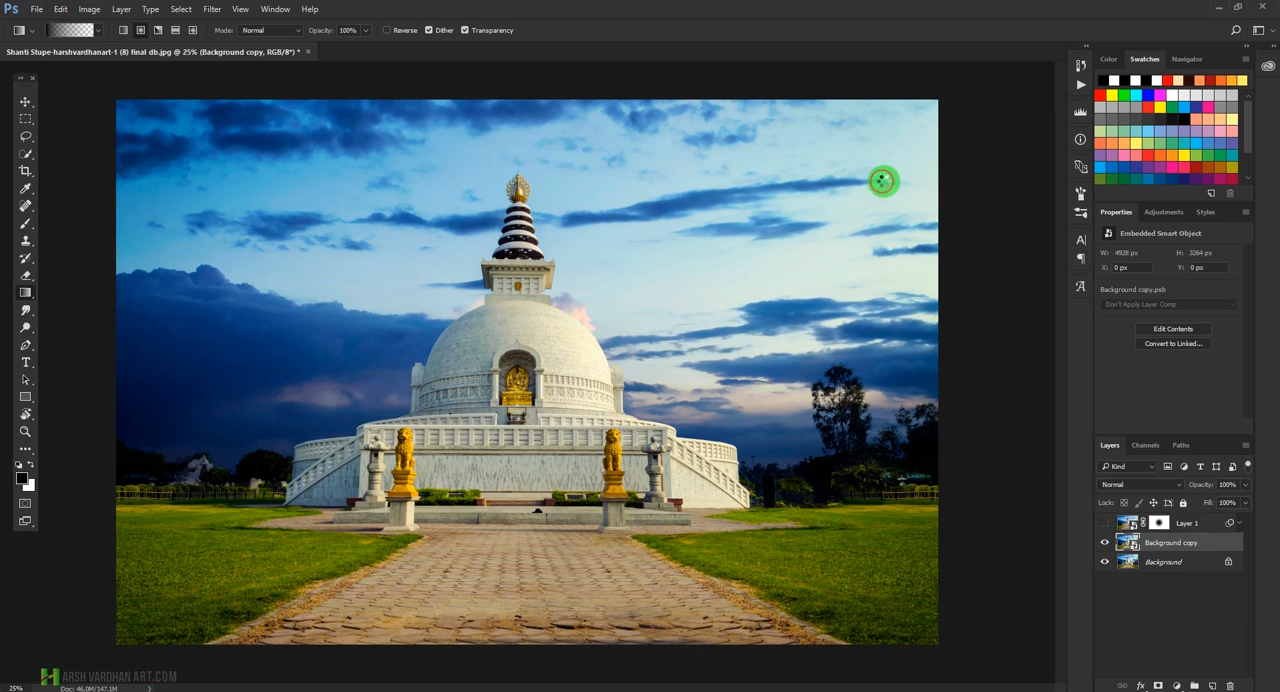 Ps File Edit Image Layer Type Select Filter View Window Help
Mode: Normal Opacity: 100% Reverse Dither Transparency
Shanti Stupe-harshvardhanart-1 (8) final db.jpg @ 25% (Background copy, RGB/8*) * ×
Color Swatches Navigator
Properties Adjustments Styles
Embedded Smart Object
W: 4928 px H: 3264 px
X: 0 px Y: 0 px
Background copy.psb
Don't Apply Layer Comp
Edit Contents
Convert to Linked...
Layers Channels Paths
Kind
Normal Opacity: 100%
Lock: Fill: 100%
Layer 1
Background copy
Background
HARSH VARDHAN ART.COM
25% Doc: 46.0M/147.1M